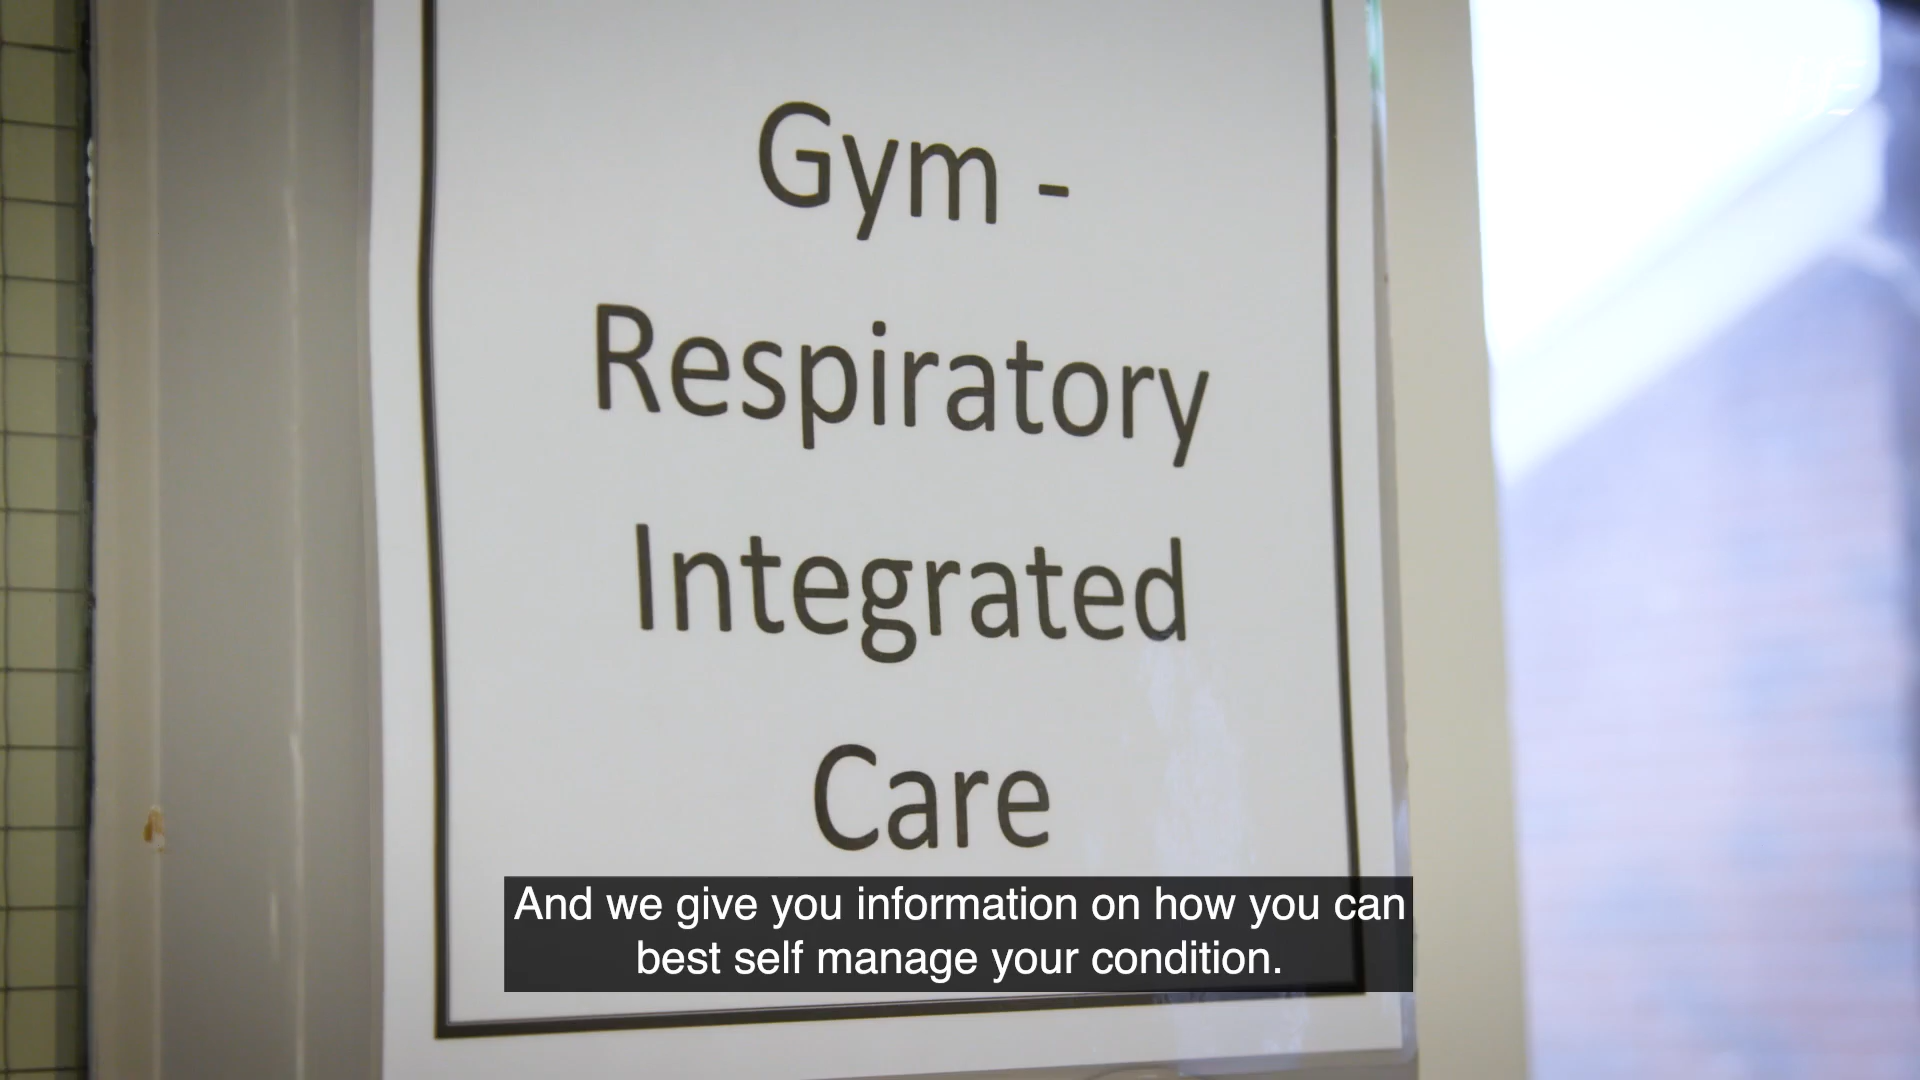 Gym -
Respiratory
Integrated
Care
And we give you information on how you can
best self manage your condition.